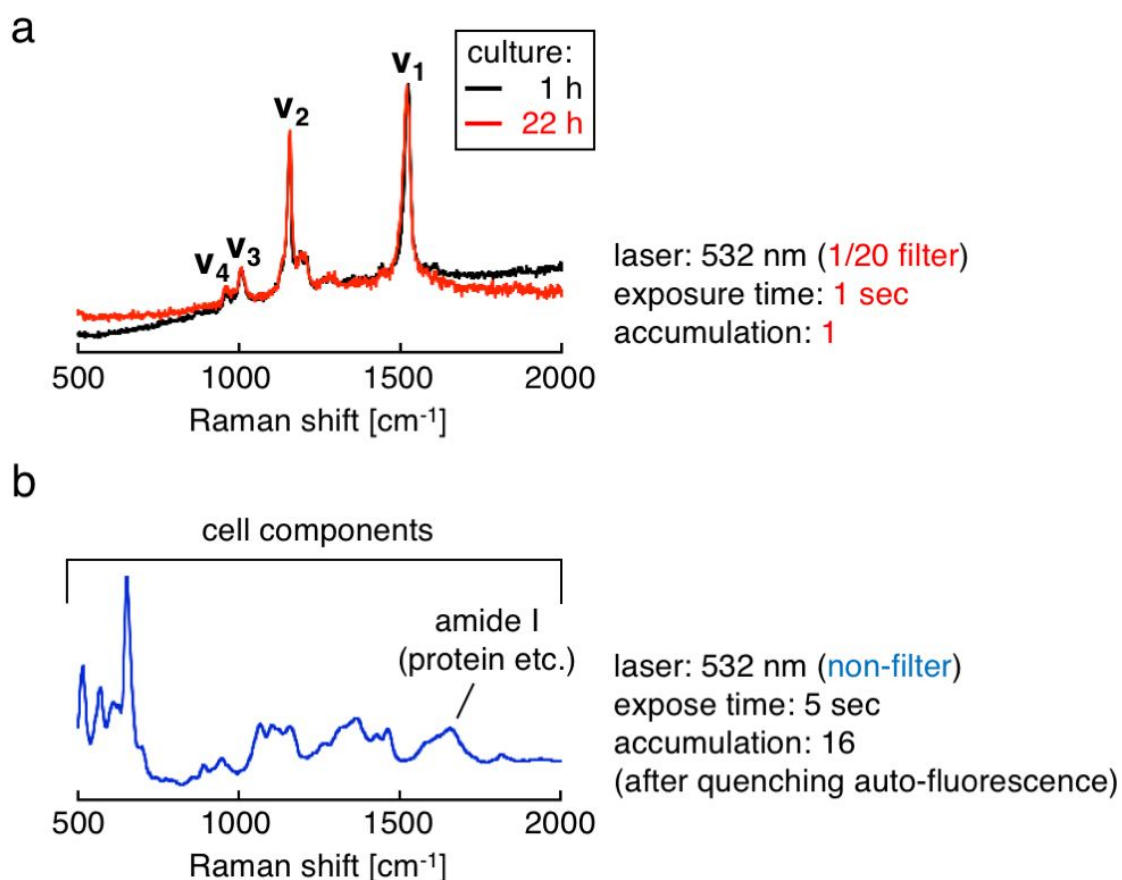 a
culture:
1 h
22 h
v1
v2
v3
v4
laser: 532 nm (1/20 filter)
exposure time: 1 sec
accumulation: 1
500 1000 1500 2000
Raman shift [cm-1]
b
cell components
amide I
(protein etc.)
laser: 532 nm (non-filter)
expose time: 5 sec
accumulation: 16
(after quenching auto-fluorescence)
500 1000 1500 2000
Raman shift [cm-1]